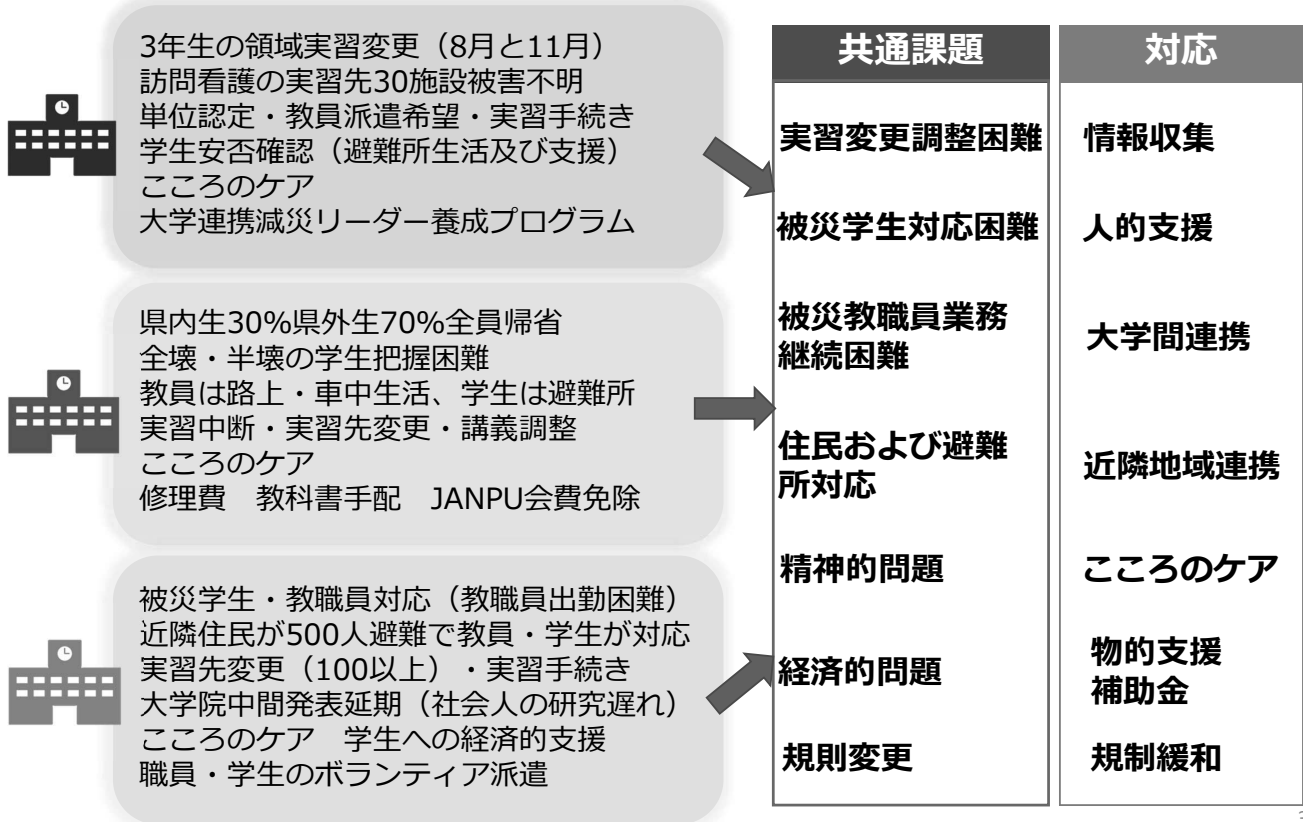 3年生の領域実習変更（8月と11月）
訪問看護の実習先30施設被害不明
単位認定・教員派遣希望・実習手続き
学生安否確認（避難所生活及び支援）
こころのケア
大学連携減災リーダー養成プログラム
県内生30%県外生70%全員帰省
全壊・半壊の学生把握困難
教員は路上・車中生活、学生は避難所
実習中断・実習先変更・講義調整
こころのケア
修理費　教科書手配　JANPU会費免除
被災学生・教職員対応（教職員出勤困難）
近隣住民が500人避難で教員・学生が対応
実習先変更（100以上）・実習手続き
大学院中間発表延期（社会人の研究遅れ）
こころのケア　学生への経済的支援
職員・学生のボランティア派遣
共通課題
実習変更調整困難
被災学生対応困難
被災教職員業務
継続困難
住民および避難
所対応
精神的問題
経済的問題
規則変更
対応
情報収集
人的支援
大学間連携
近隣地域連携
こころのケア
物的支援
補助金
規制緩和